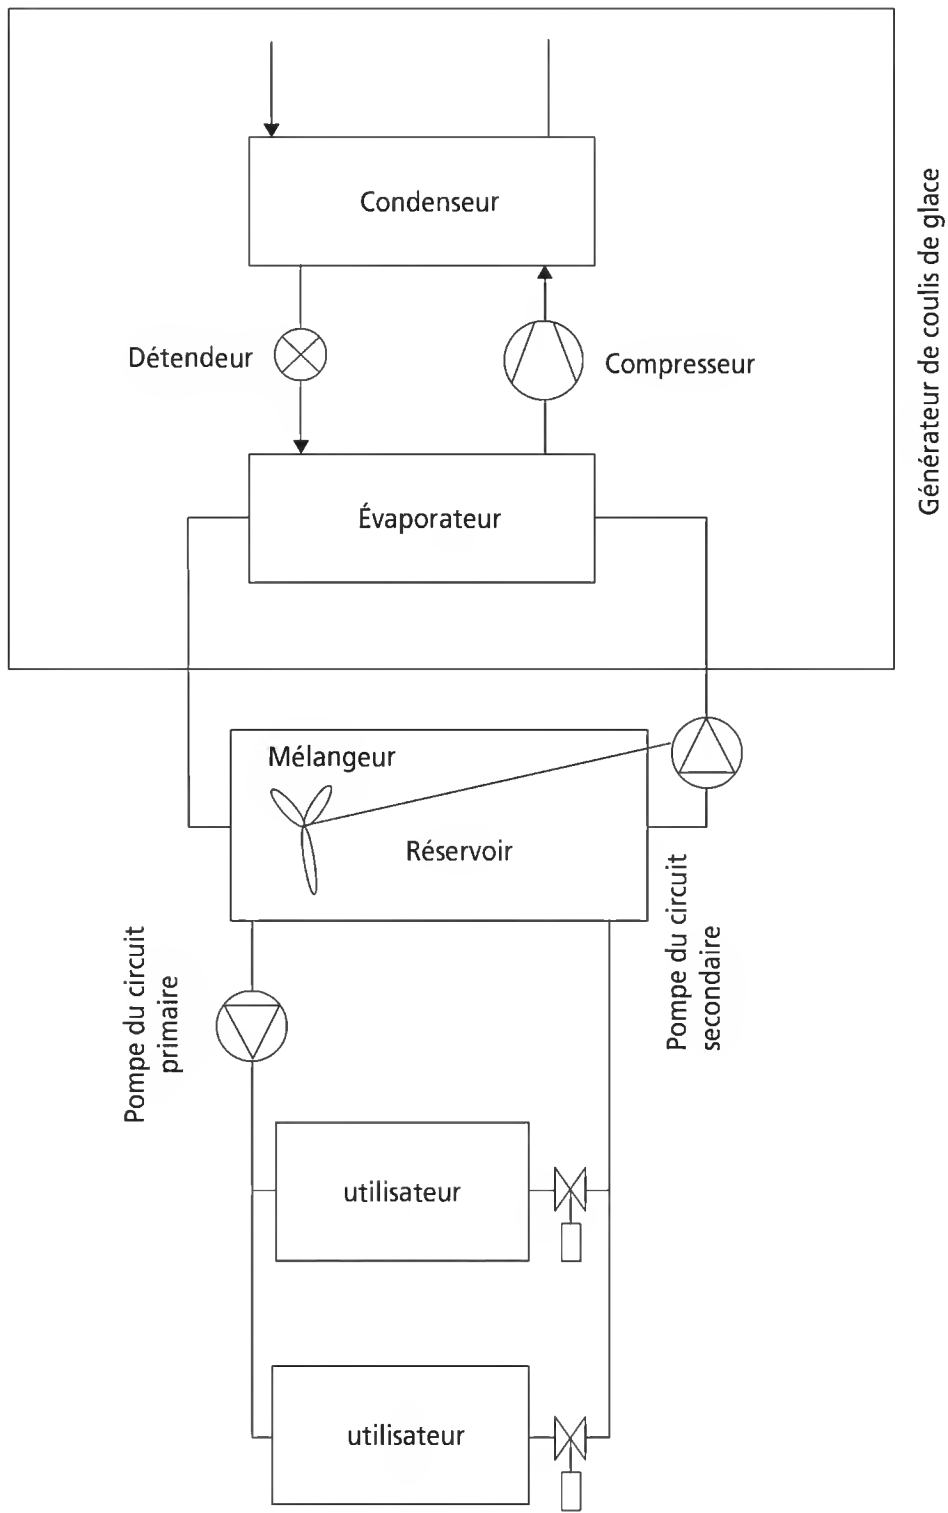 Condenseur
Générateur de coulis de glace
Détendeur
Compresseur
Évaporateur
Mélangeur
Réservoir
Pompe du circuit
primaire
Pompe du circuit
secondaire
utilisateur
utilisateur